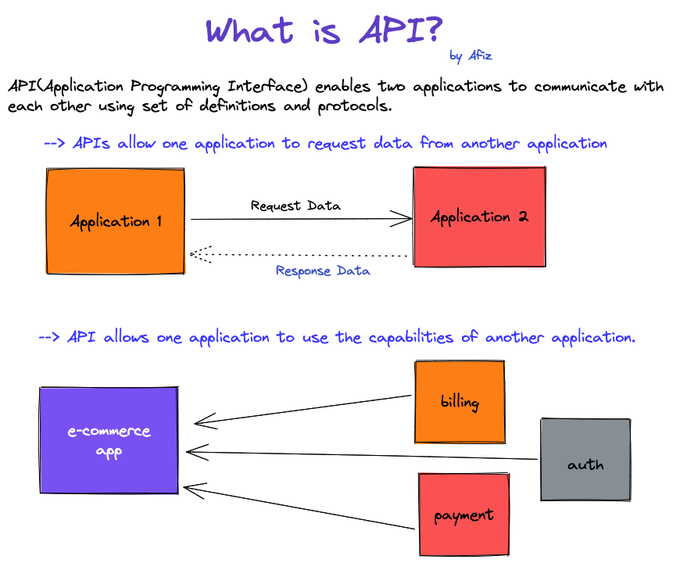 What is API?
by Afiz
API(Application Programming Interface) enables two applications to communicate with
each other using set of definitions and protocols.
--> APIs allow one application to request data from another application
Application 1
Request Data
Application 2
Response Data
--> API allows one application to use the capabilities of another application.
e-commerce
app
billing
auth
payment